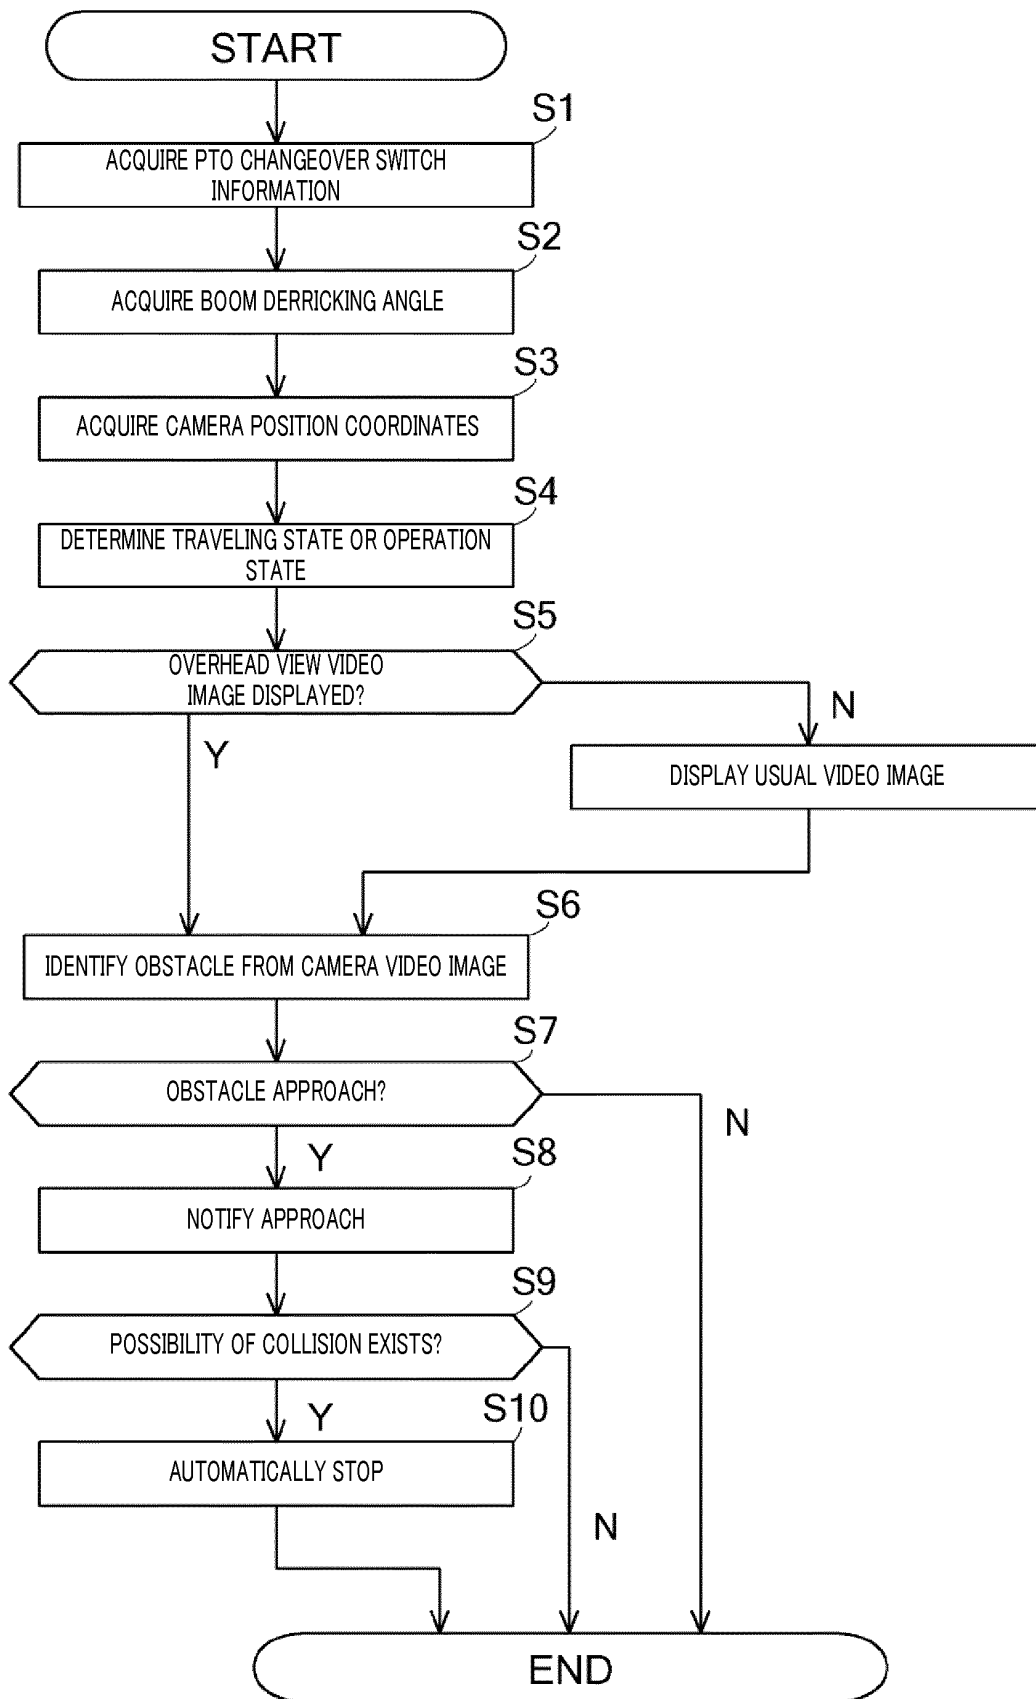 START
S1
ACQUIRE PTO CHANGEOVER SWITCH
INFORMATION
S2
ACQUIRE BOOM DERRICKING ANGLE
S3
ACQUIRE CAMERA POSITION COORDINATES
S4
DETERMINE TRAVELING STATE OR OPERATION
STATE
S5
OVERHEAD VIEW VIDEO
IMAGE DISPLAYED?
N
Y
DISPLAY USUAL VIDEO IMAGE
S6
IDENTIFY OBSTACLE FROM CAMERA VIDEO IMAGE
S7
OBSTACLE APPROACH?
N
Y
S8
NOTIFY APPROACH
S9
POSSIBILITY OF COLLISION EXISTS?
Y
S10
AUTOMATICALLY STOP
N
END